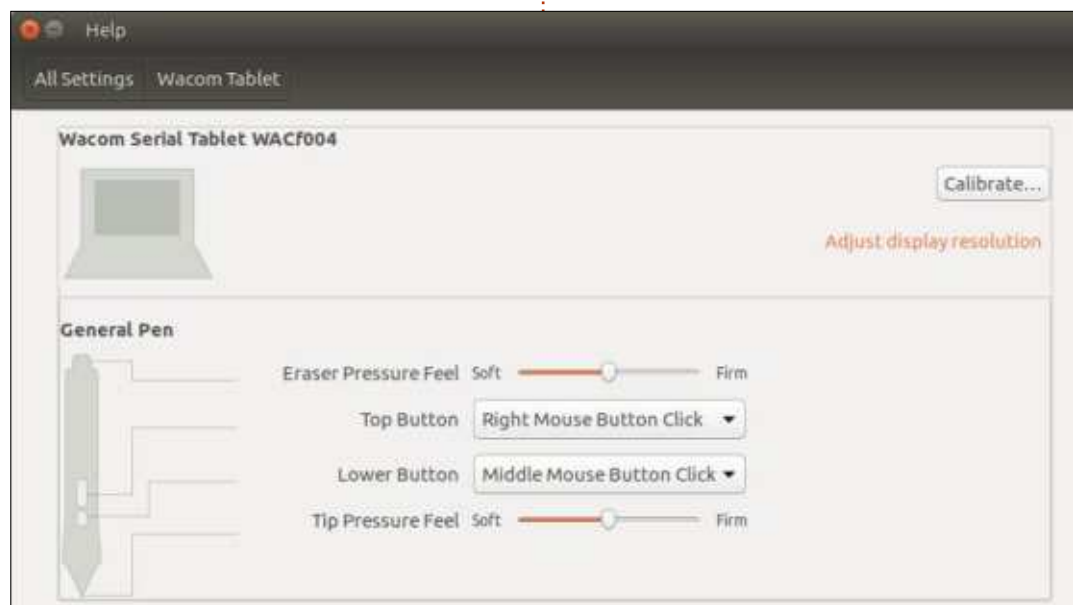 Help
All Settings Wacom Tablet
Wacom Serial Tablet WACf004
Calibrate...
Adjust display resolution
General Pen
Eraser Pressure Feel Soft Firm
Top Button Right Mouse Button Click
Lower Button Middle Mouse Button Click
Tip Pressure Feel Soft Firm